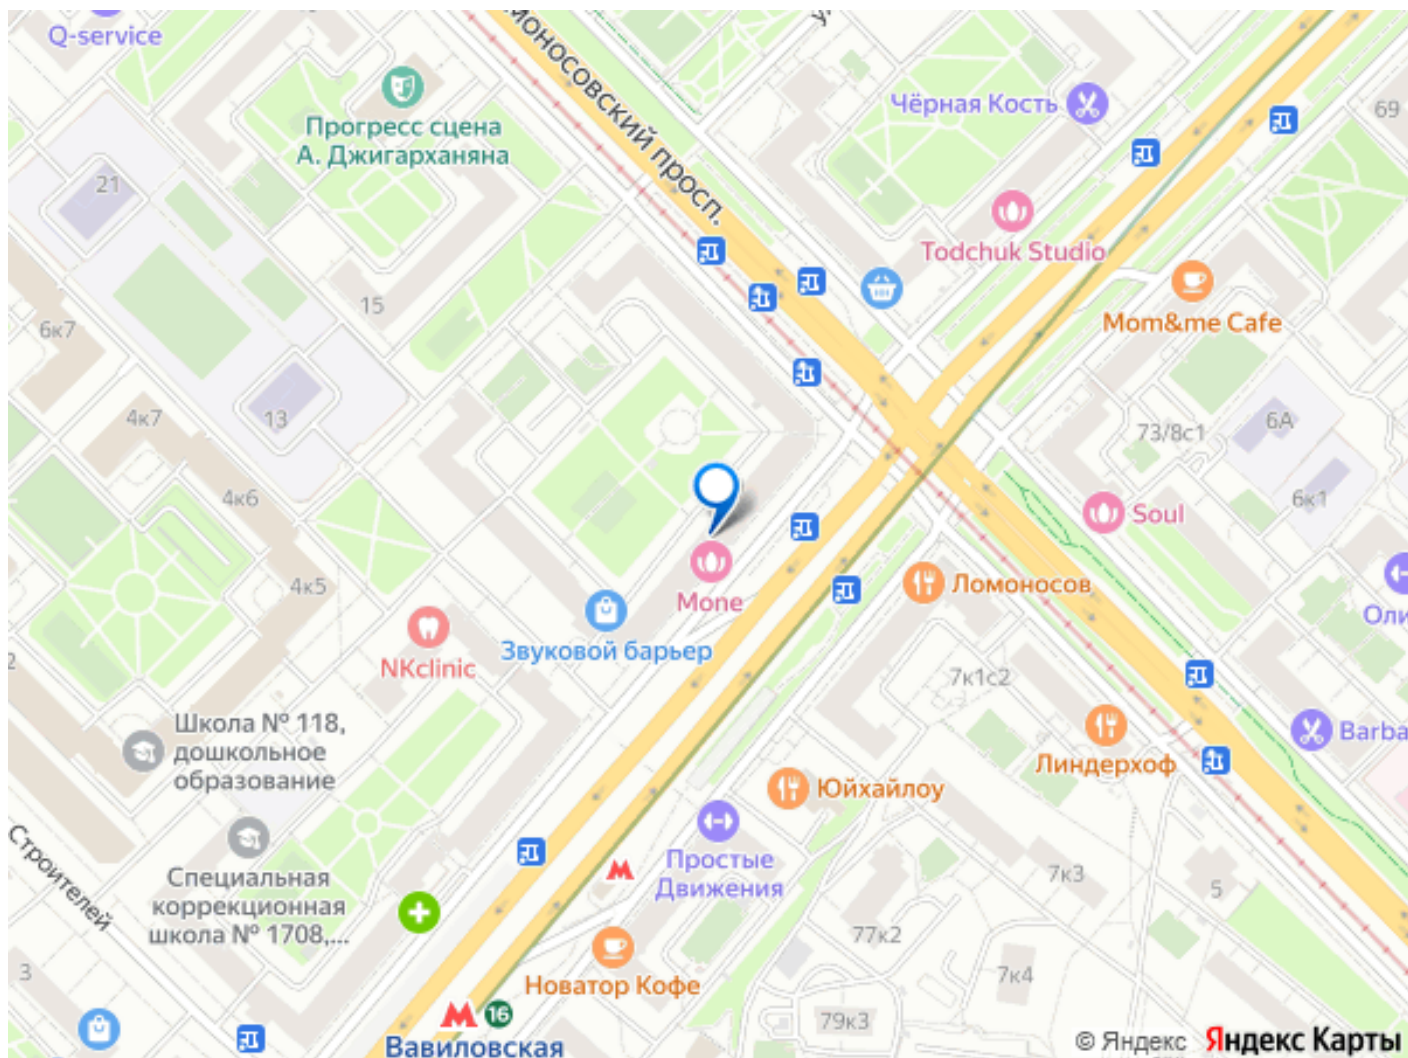 Q-service
Прогресс сцена
А. Джигарханяна
21
15
6к7
13
4к7
4к6
4к5
моносовский просп.
Чёрная Кость
69
Todchuk Studio
Mom&me Cafe
73/8с1
6А
6к1
Soul
Ломоносов
Mone
Звуковой барьер
NKclinic
7к1с2
Школа № 118,
дошкольное
образование
Юйхайлоу
Линдерхоф
Barba
Строителей
Специальная
коррекционная
школа № 1708,...
Простые
Движения
7к3
5
77к2
7к4
3
Новатор Кофе
79к3
16
Вавиловская
© Яндекс Яндекс Карты